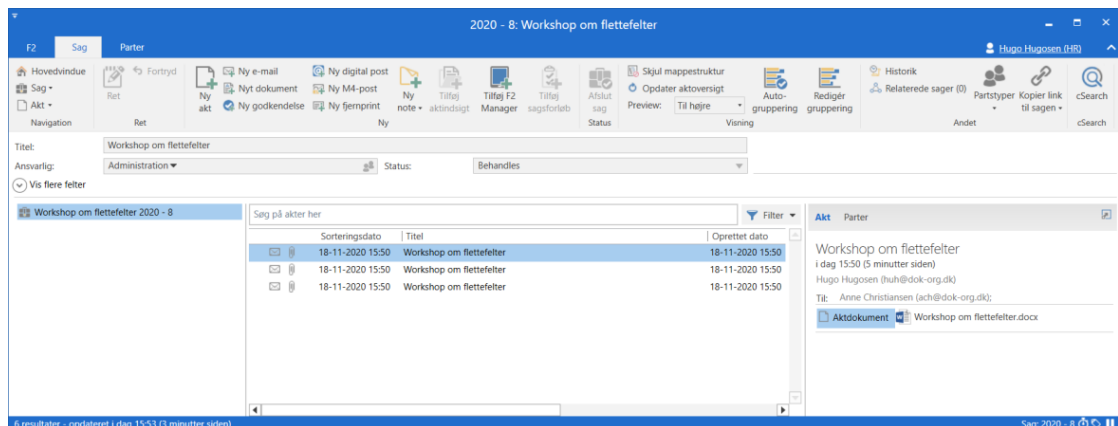 2020 - 8: Workshop om flettefelter
F2 Sag Parter Hugo Hugosen (HR)
Hovedvindue
Sag
Akt
Navigation
Ret
Fortryd
Ret
Ny akt
Ny e-mail
Nyt dokument
Ny godkendelse
Ny digital post
Ny M4-post
Ny fjernprint
Ny note
Tilføj aktindsigt
Tilføj F2 Manager
Tilføj sagsforløb
Ny
Afslut sag
Status
Skjul mappestruktur
Opdater aktoversigt
Preview: Til højre
Auto-gruppering
Redigér gruppering
Visning
Historik
Relaterede sager (0)
Partstyper
Kopier link til sagen
Andet
cSearch
cSearch
Titel: Workshop om flettefelter
Ansvarlig: Administration Status: Behandles
Vis flere felter
Workshop om flettefelter 2020 - 8
Søg på akter her Filter
Sorteringsdato Titel Oprettet dato
18-11-2020 15:50 Workshop om flettefelter 18-11-2020 15:50
18-11-2020 15:50 Workshop om flettefelter 18-11-2020 15:50
18-11-2020 15:50 Workshop om flettefelter 18-11-2020 15:50
Akt Parter
Workshop om flettefelter
i dag 15:50 (5 minutter siden)
Hugo Hugosen (huh@dok-org.dk)
Til: Anne Christiansen (ach@dok-org.dk);
Aktdokument Workshop om flettefelter.docx
6 resultater - opdateret i dag 15:53 (3 minutter siden) Sag: 2020 - 8